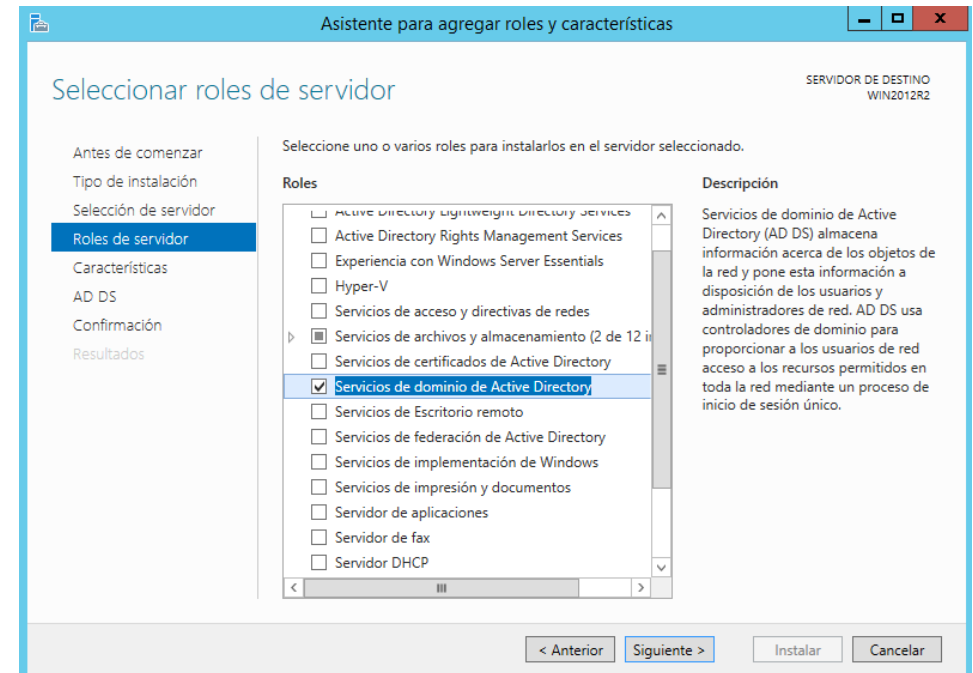 Asistente para agregar roles y características
Seleccionar roles de servidor
SERVIDOR DE DESTINO
WIN2012R2
Antes de comenzar
Tipo de instalación
Selección de servidor
Roles de servidor
Características
AD DS
Confirmación
Resultados
Seleccione uno o varios roles para instalarlos en el servidor seleccionado.
Roles
Active Directory Lightweight Directory Services
Active Directory Rights Management Services
Experiencia con Windows Server Essentials
Hyper-V
Servicios de acceso y directivas de redes
Servicios de archivos y almacenamiento (2 de 12 i
Servicios de certificados de Active Directory
Servicios de dominio de Active Directory
Servicios de Escritorio remoto
Servicios de federación de Active Directory
Servicios de implementación de Windows
Servicios de impresión y documentos
Servidor de aplicaciones
Servidor de fax
Servidor DHCP
Descripción
Servicios de dominio de Active
Directory (AD DS) almacena
información acerca de los objetos de
la red y pone esta información a
disposición de los usuarios y
administradores de red. AD DS usa
controladores de dominio para
proporcionar a los usuarios de red
acceso a los recursos permitidos en
toda la red mediante un proceso de
inicio de sesión único.
< Anterior
Siguiente >
Instalar
Cancelar